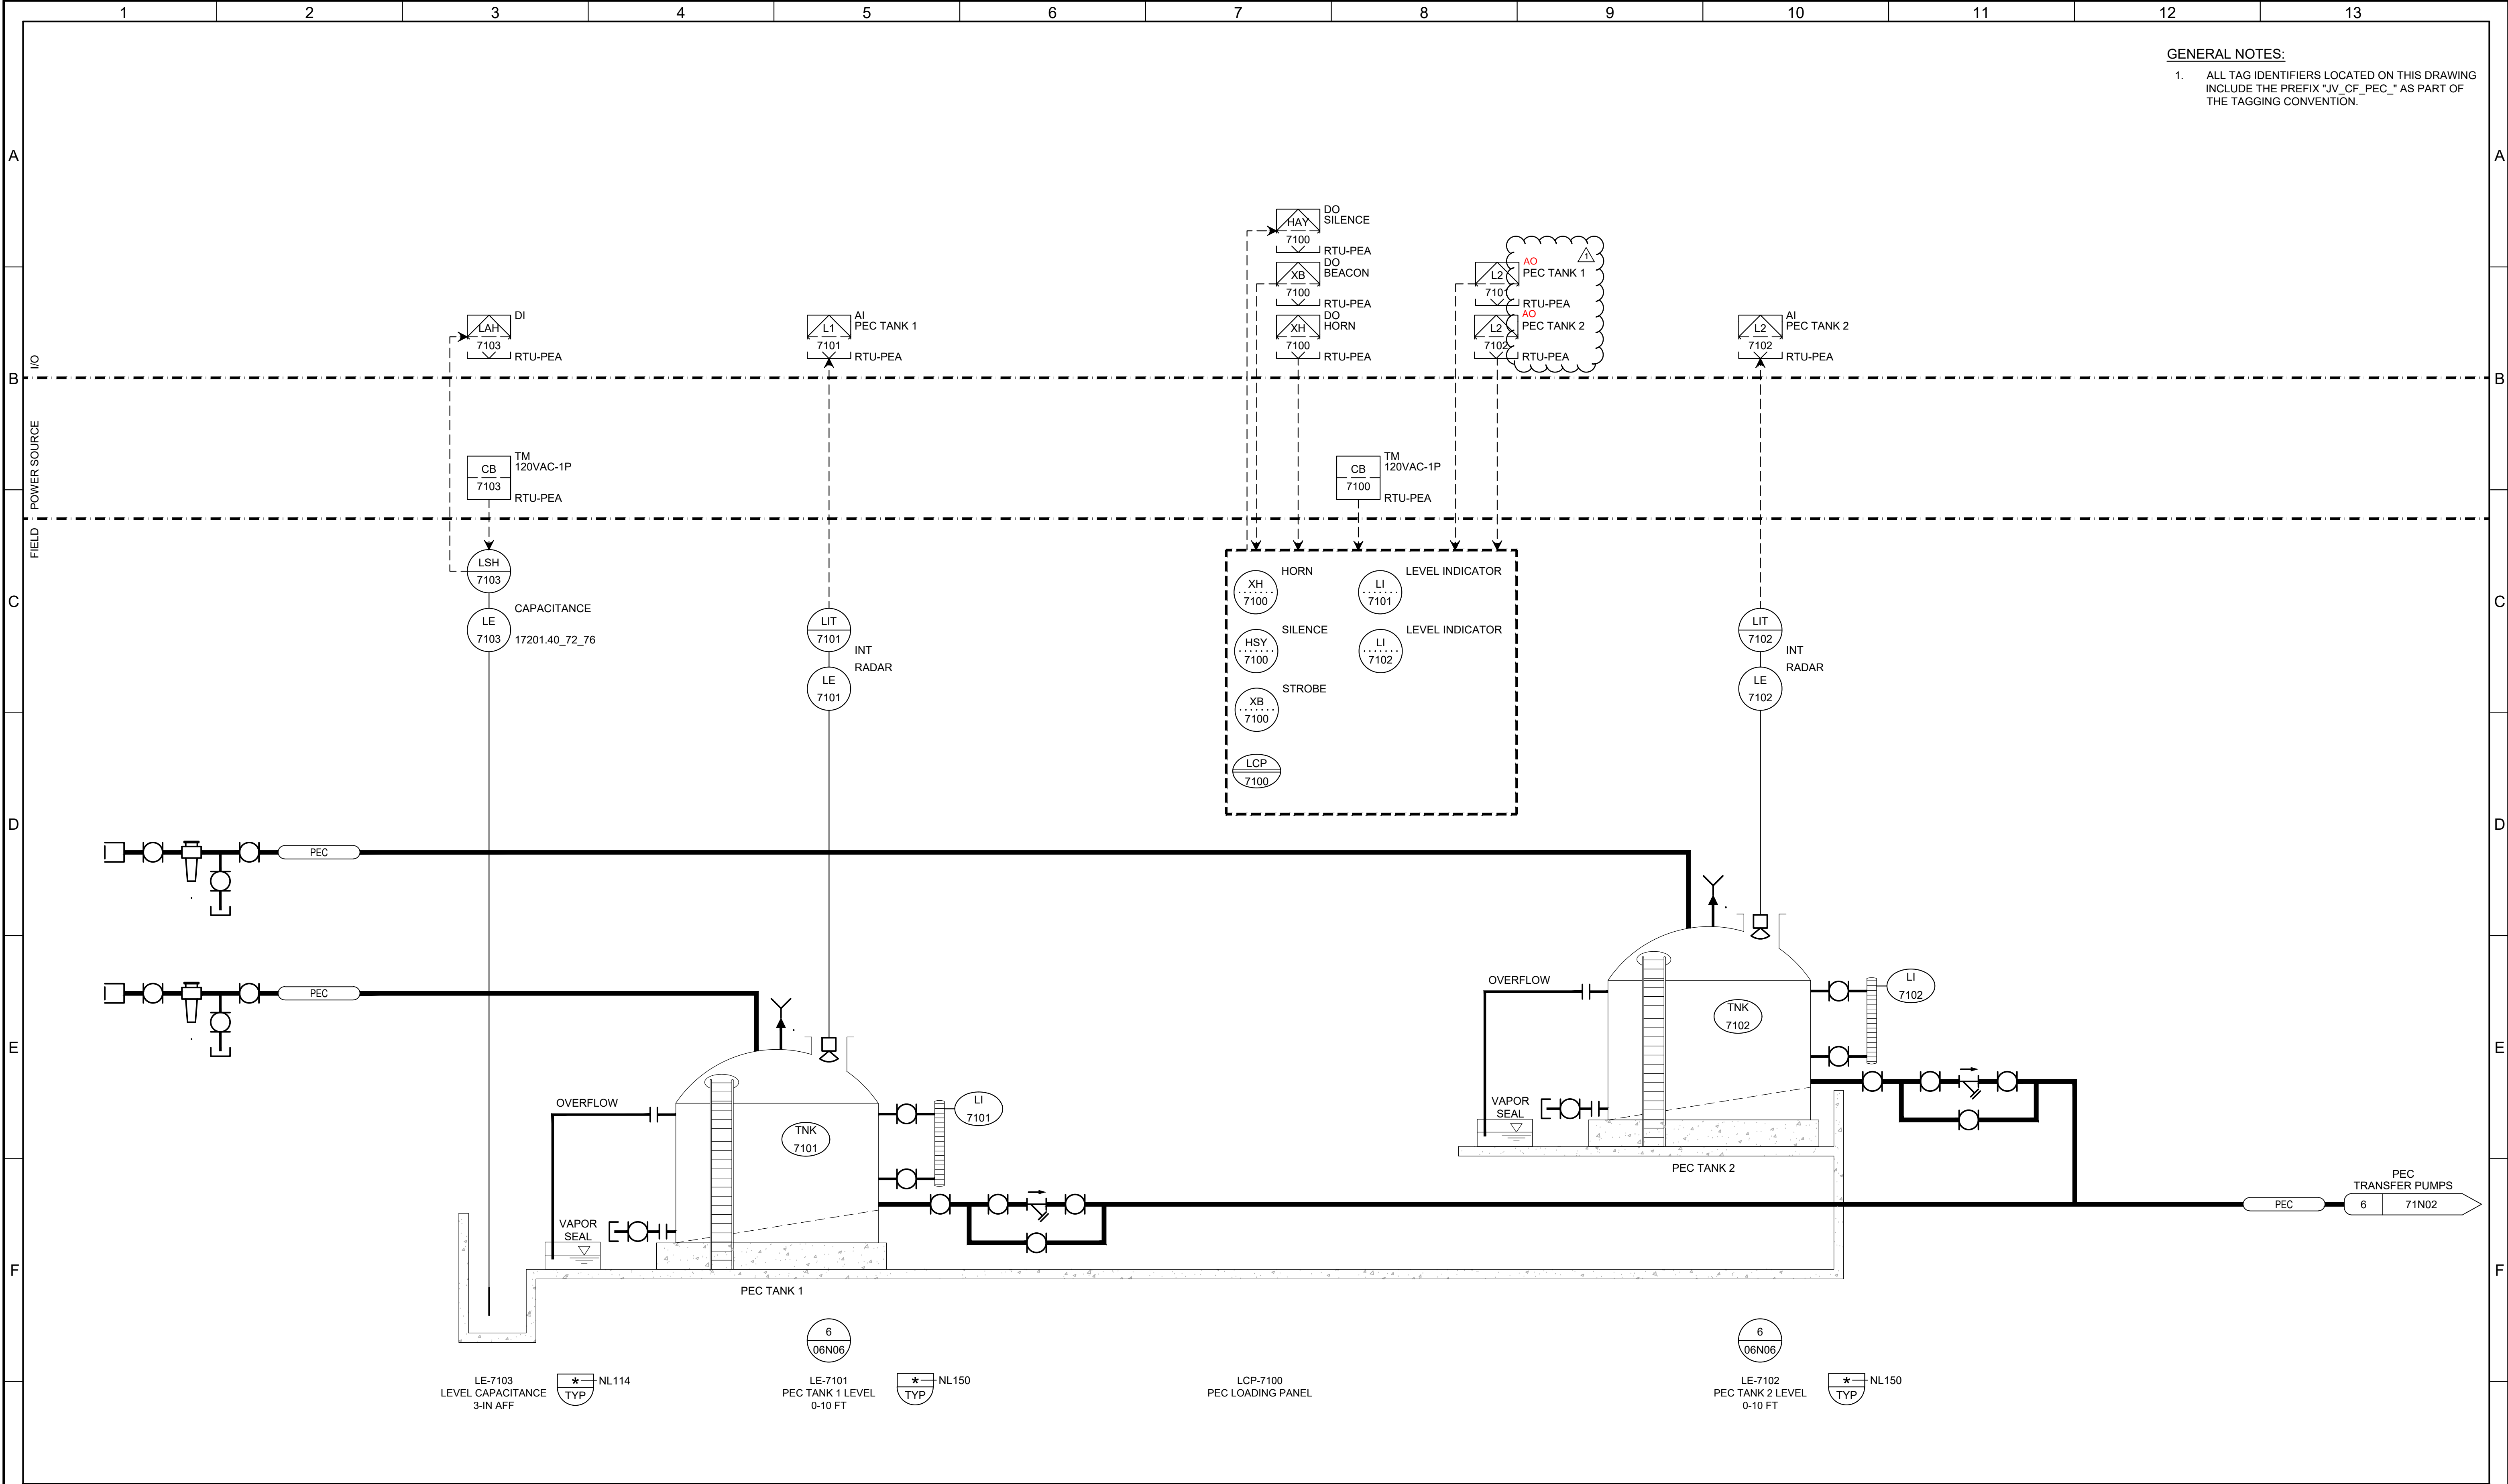 1 2 3 4 5 6 7 8 9 10 11 12 13
GENERAL NOTES:
1. ALL TAG IDENTIFIERS LOCATED ON THIS DRAWING
INCLUDE THE PREFIX "JV_CF_PEC_" AS PART OF
THE TAGGING CONVENTION.
A
A
HAY
7100
DO
SILENCE
RTU-PEA
XB
7100
DO
BEACON
RTU-PEA
XH
7100
DO
HORN
RTU-PEA
1
L2
7101
AO
PEC TANK 1
RTU-PEA
L2
7102
AO
PEC TANK 2
RTU-PEA
LAH
7103
DI
RTU-PEA
L1
7101
AI
PEC TANK 1
RTU-PEA
L2
7102
AI
PEC TANK 2
RTU-PEA
I/O
B
B
POWER SOURCE
CB
7103
TM
120VAC-1P
RTU-PEA
CB
7100
TM
120VAC-1P
RTU-PEA
FIELD
LSH
7103
LE
7103
CAPACITANCE
17201.40_72_76
LIT
7101
INT
RADAR
LE
7101
XH
7100
HORN
HSY
7100
SILENCE
XB
7100
STROBE
LCP
7100
LI
7101
LEVEL INDICATOR
LI
7102
LEVEL INDICATOR
LIT
7102
INT
RADAR
LE
7102
C
C
D
D
PEC
PEC
OVERFLOW
TNK
7102
LI
7102
VAPOR
SEAL
PEC TANK 2
E
E
OVERFLOW
TNK
7101
LI
7101
VAPOR
SEAL
PEC TANK 1
PEC
PEC
TRANSFER PUMPS
6 71N02
F
F
6
06N06
6
06N06
LE-7103
LEVEL CAPACITANCE
3-IN AFF
* NL114
TYP
LE-7101
PEC TANK 1 LEVEL
0-10 FT
* NL150
TYP
LCP-7100
PEC LOADING PANEL
LE-7102
PEC TANK 2 LEVEL
0-10 FT
* NL150
TYP